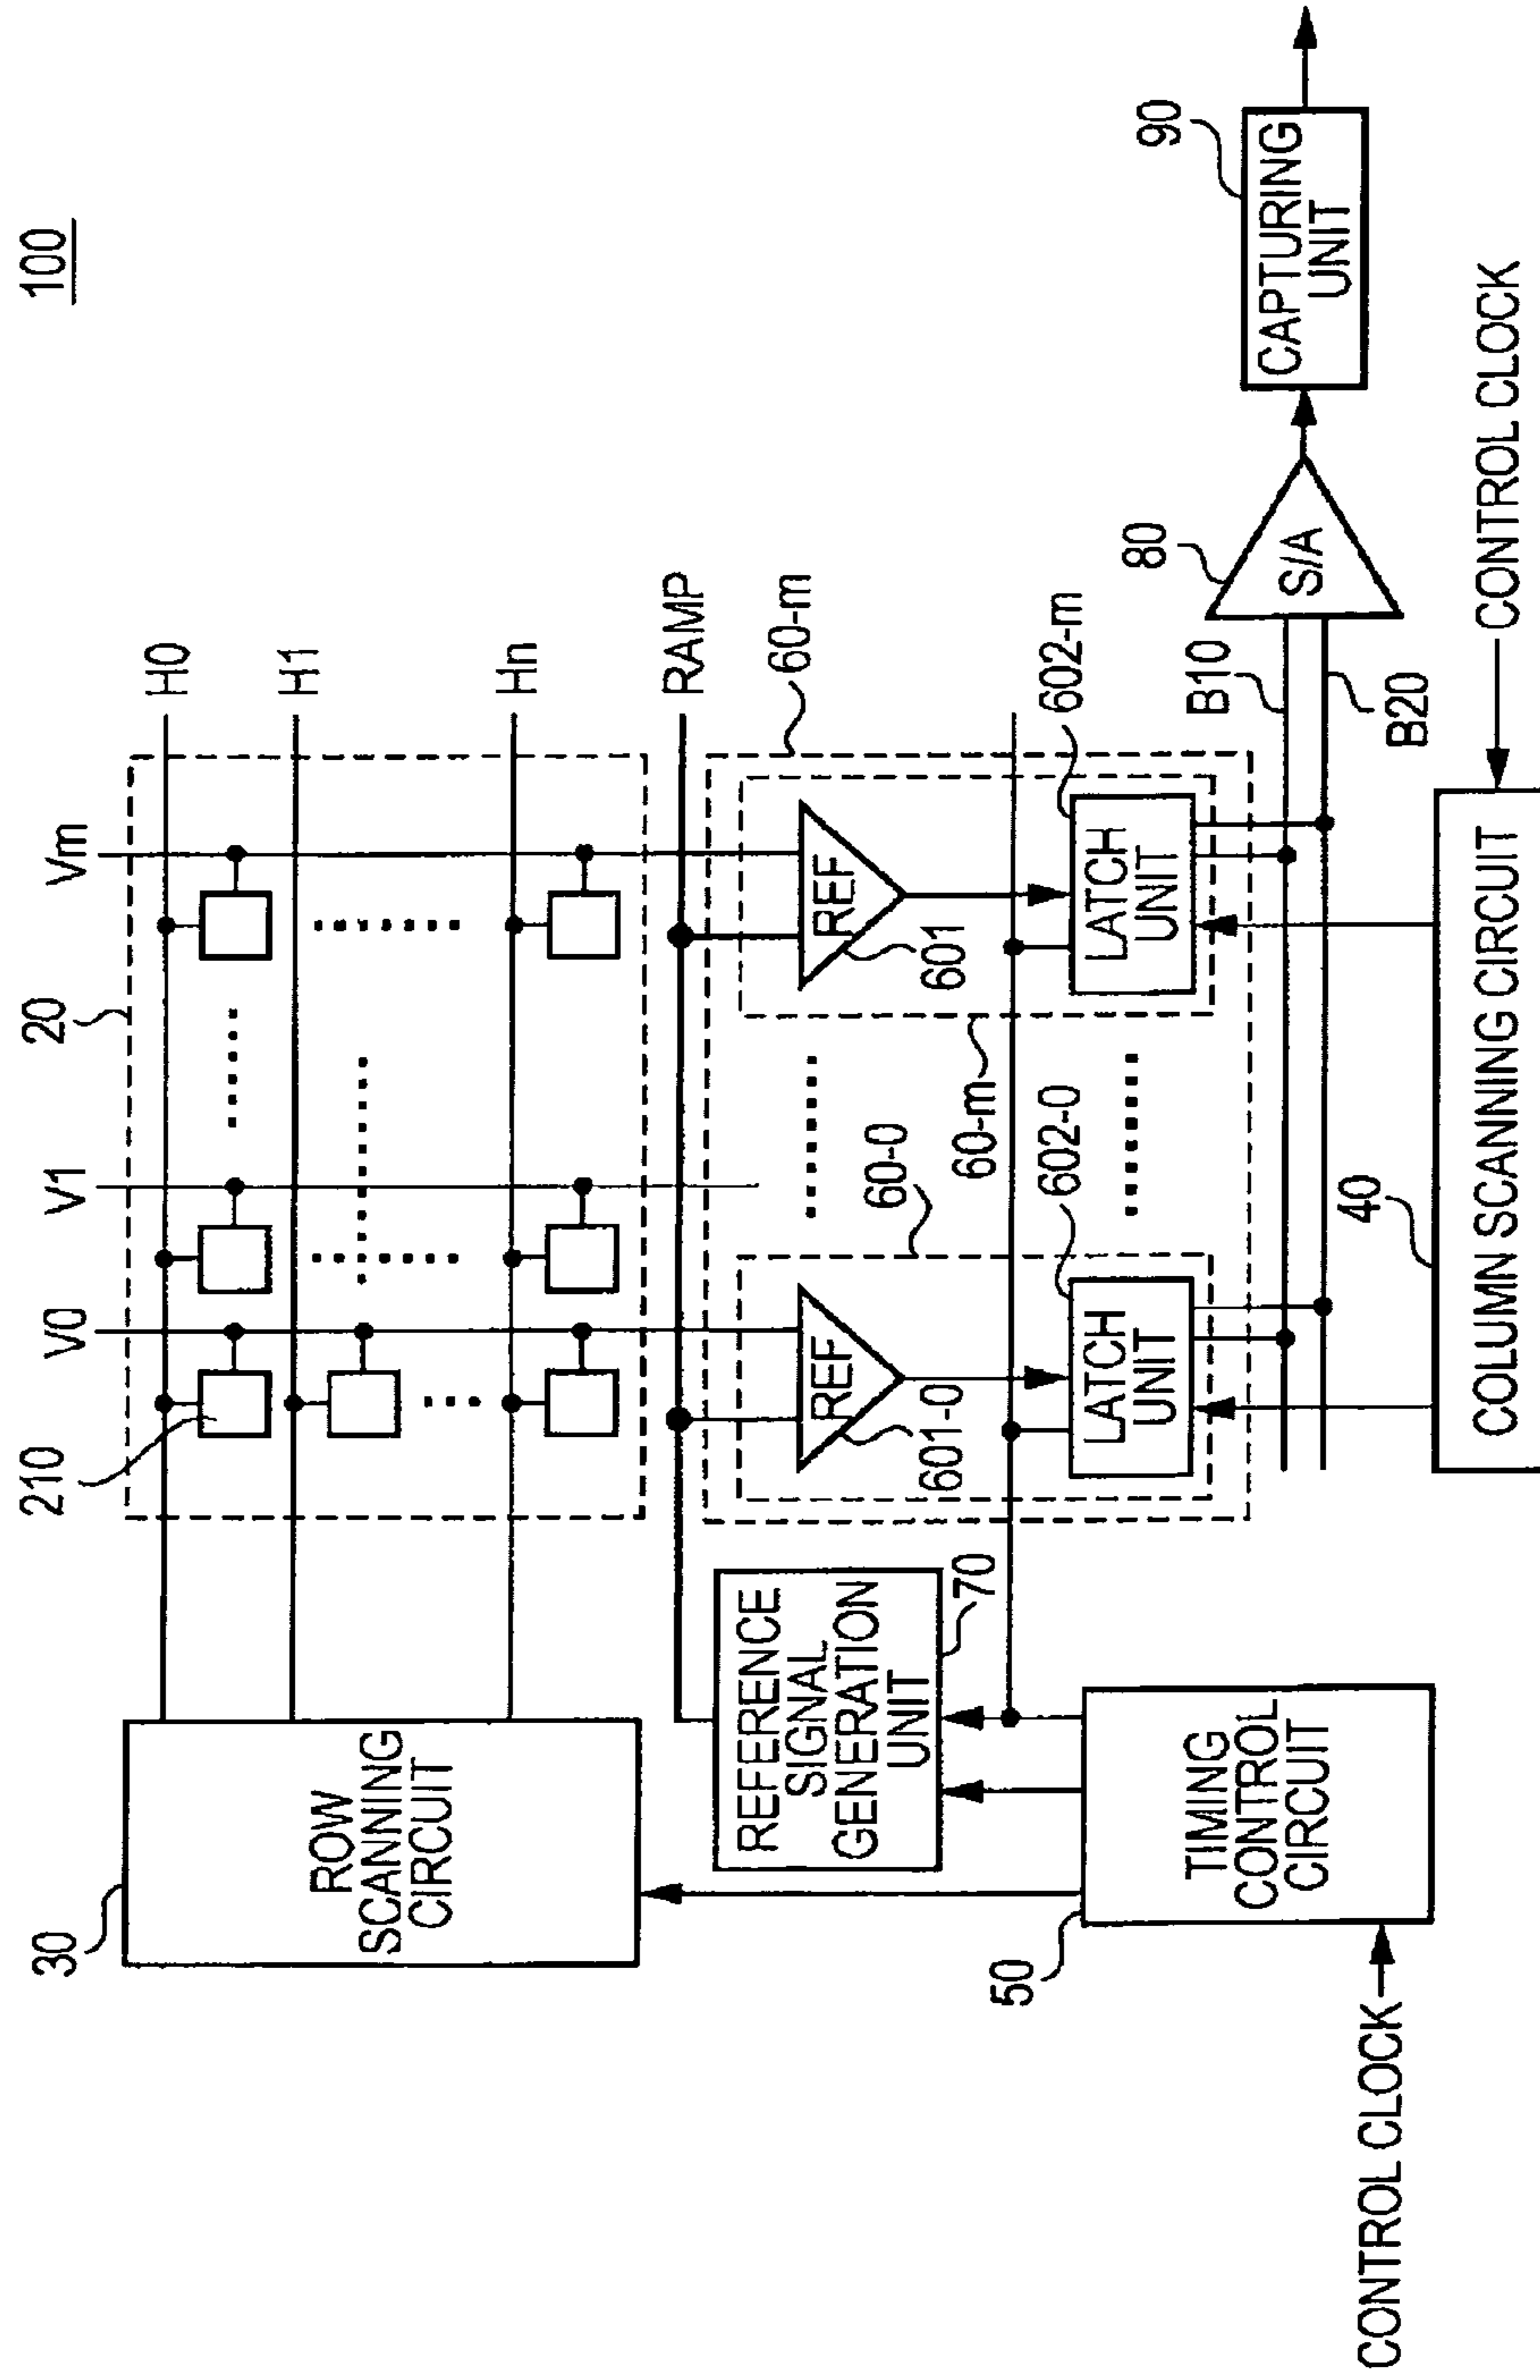 100
V0
V1
20
Vm
210
H0
H1
Hn
30
ROW
SCANNING
CIRCUIT
RAMP
REFERENCE
SIGNAL
GENERATION
UNIT
70
REF
601-0
60-0
REF
601
60-m
60-m
602-0
LATCH
UNIT
602-m
LATCH
UNIT
50
TIMING
CONTROL
CIRCUIT
CONTROL CLOCK
B10
B20
80
S/A
90
CAPTURING
UNIT
40
COLUMN SCANNING CIRCUIT
CONTROL CLOCK